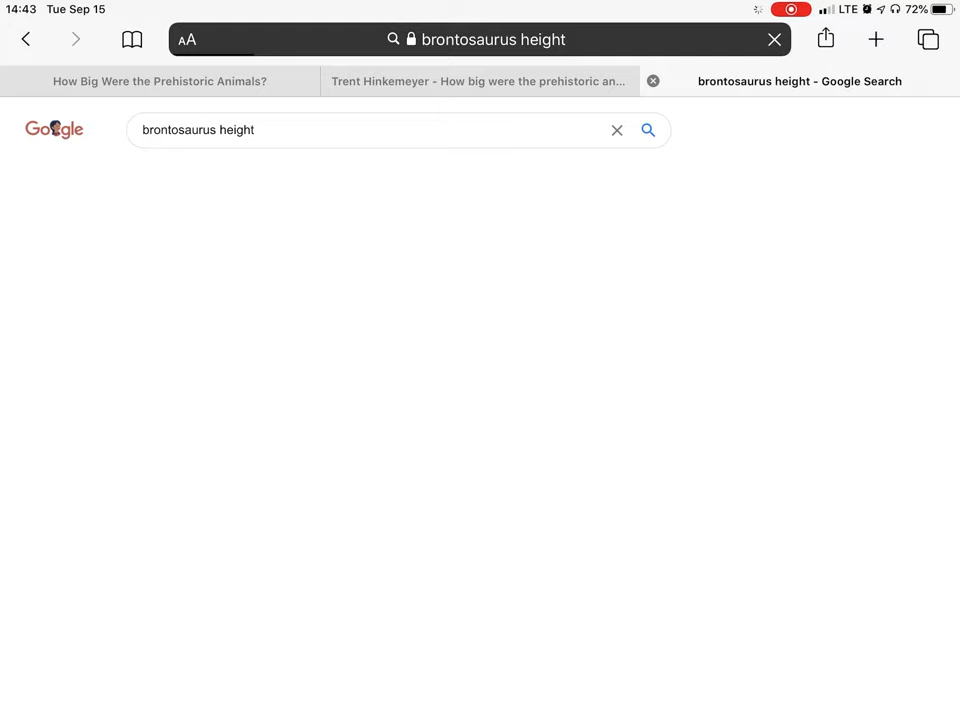 14:43 Tue Sep 15 LTE 72%
AA brontosaurus height
How Big Were the Prehistoric Animals? Trent Hinkemeyer - How big were the prehistoric an... brontosaurus height - Google Search
Google brontosaurus height